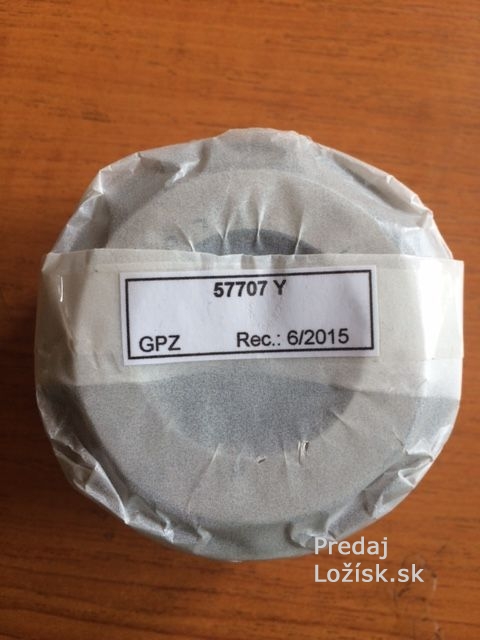 57707 Y
GPZ Rec.: 6/2015
Predaj
Ložísk.sk